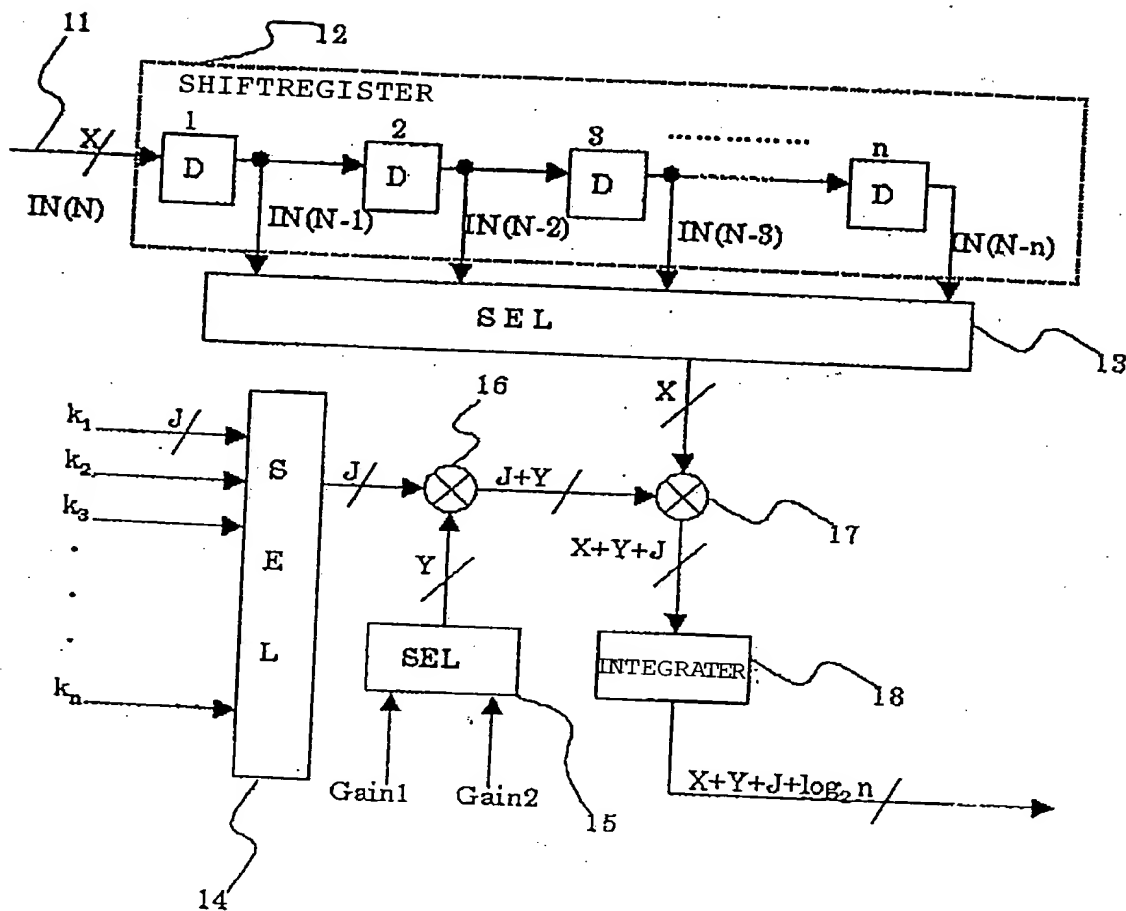 11
12
SHIFTREGISTER
1
2
3
n
X
D
D
D
D
IN(N)
IN(N-1)
IN(N-2)
IN(N-3)
IN(N-n)
SEL
13
16
X
k1
J
k2
k3
kn
S
E
L
J
J+Y
17
Y
X+Y+J
SEL
INTEGRATER
18
Gain1
Gain2
15
X+Y+J+log2 n
14